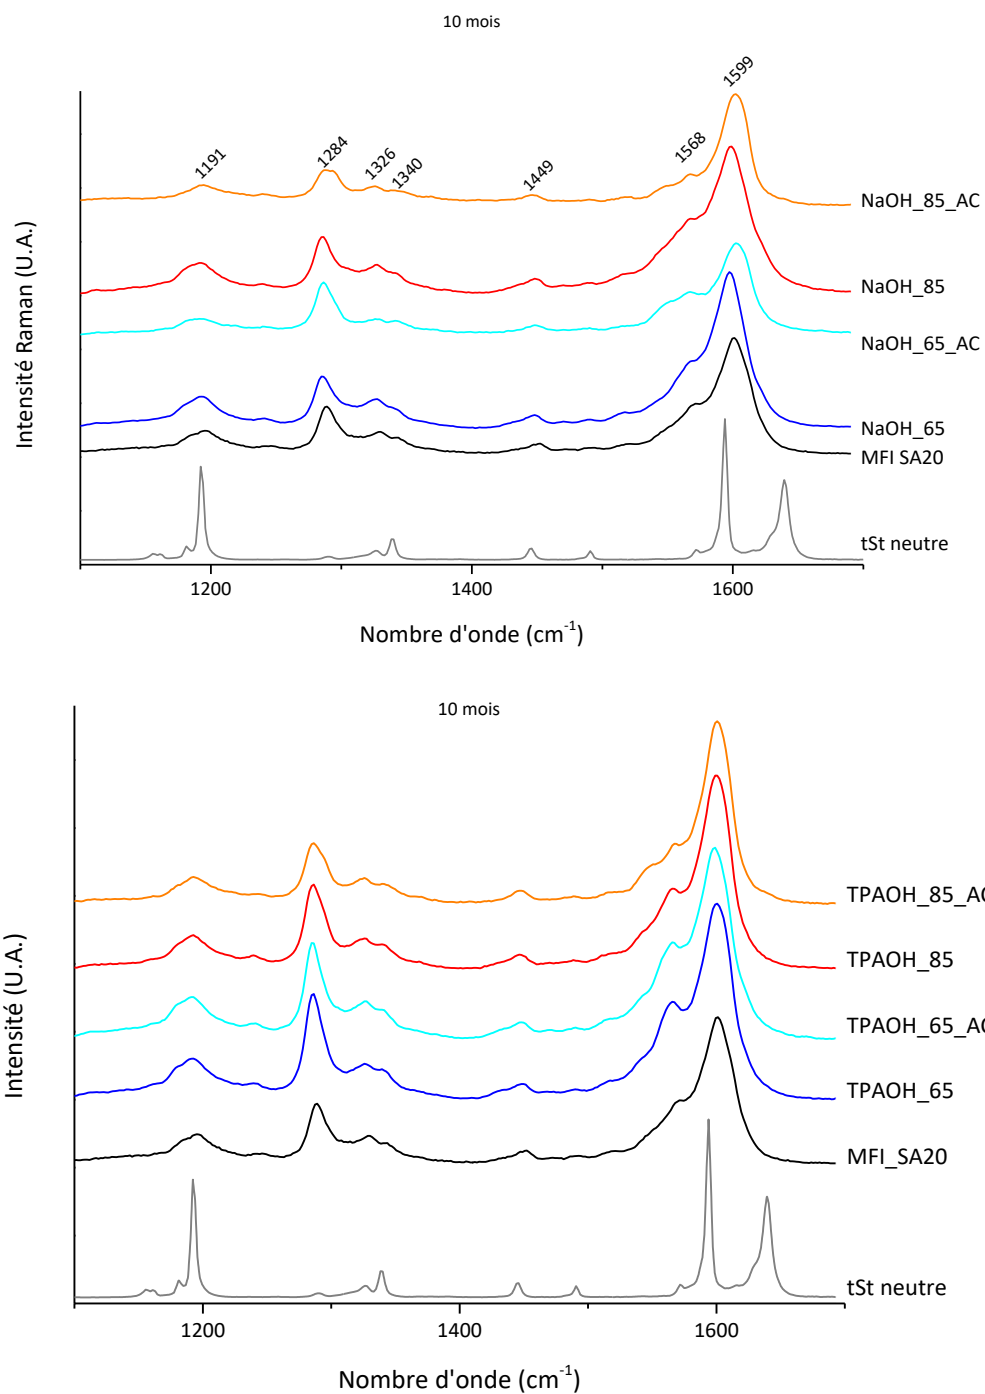 10 mois
1599
1568
1284
1191
1326
1340
1449
NaOH_85_AC
NaOH_85
NaOH_65_AC
NaOH_65
MFI SA20
tSt neutre
Intensité Raman (U.A.)
1200
1400
1600
Nombre d'onde (cm-1)
10 mois
TPAOH_85_AC
TPAOH_85
TPAOH_65_AC
TPAOH_65
MFI_SA20
tSt neutre
Intensité (U.A.)
1200
1400
1600
Nombre d'onde (cm-1)